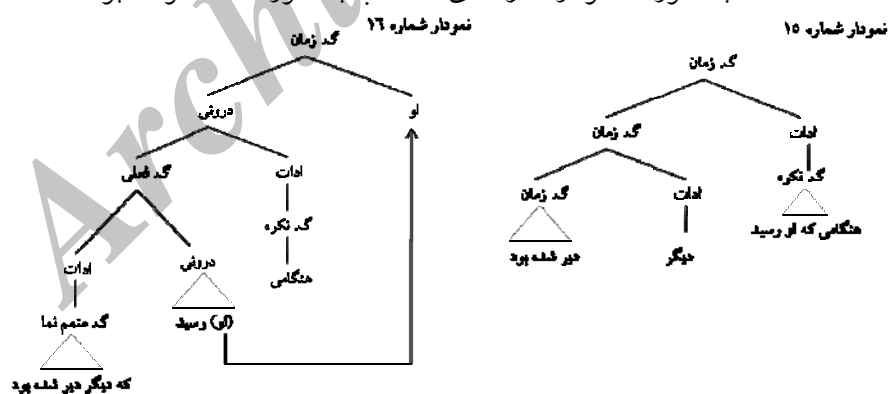 نمودار شماره ۱۵
گد زمان
ادات
گد زمان
گد نکره
هنگامی که او رسید
ادات
دیگر
گد زمان
دیر شده بود
نمودار شماره ۱۶
گد زمان
او
درونی
ادات
گد نکره
هنگامی
گد فعلی
درونی
(او) رسید
ادات
گد متمم نما
که دیگر دیر شده بود
Archi